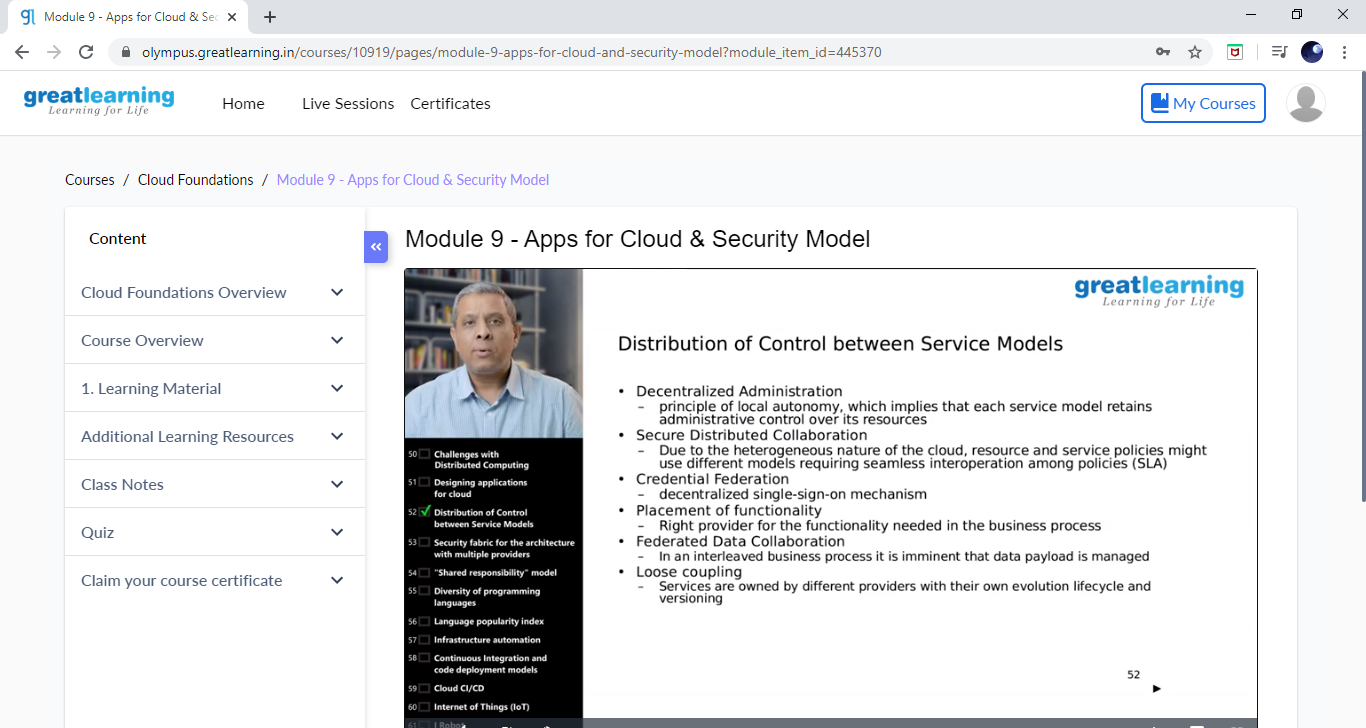 Module 9 - Apps for Cloud & Sec
olympus.greatlearning.in/courses/10919/pages/module-9-apps-for-cloud-and-security-model?module_item_id=445370
greatlearning
Learning for Life
Home
Live Sessions
Certificates
My Courses
Courses / Cloud Foundations / Module 9 - Apps for Cloud & Security Model
Content
Cloud Foundations Overview
Course Overview
1. Learning Material
Additional Learning Resources
Class Notes
Quiz
Claim your course certificate
Module 9 - Apps for Cloud & Security Model
50 Challenges with
Distributed Computing
51 Designing applications
for cloud
52 Distribution of Control
between Service Models
53 Security fabric for the architecture
with multiple providers
54 "Shared responsibility" model
55 Diversity of programming
languages
56 Language popularity index
57 Infrastructure automation
58 Continuous Integration and
code deployment models
59 Cloud CI/CD
60 Internet of Things (IoT)
61 I Robot
greatlearning
Learning for Life
Distribution of Control between Service Models
• Decentralized Administration
– principle of local autonomy, which implies that each service model retains
administrative control over its resources
• Secure Distributed Collaboration
– Due to the heterogeneous nature of the cloud, resource and service policies might
use different models requiring seamless interoperation among policies (SLA)
• Credential Federation
– decentralized single-sign-on mechanism
• Placement of functionality
– Right provider for the functionality needed in the business process
• Federated Data Collaboration
– In an interleaved business process it is imminent that data payload is managed
• Loose coupling
– Services are owned by different providers with their own evolution lifecycle and
versioning
52